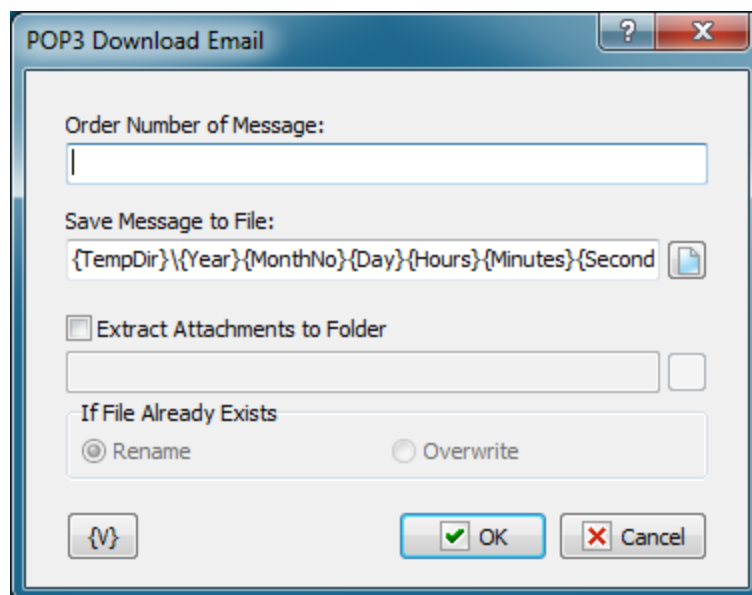 POP3 Download Email
?
X
Order Number of Message:
Save Message to File:
{TempDir}\{Year}{MonthNo}{Day}{Hours}{Minutes}{Second
Extract Attachments to Folder
If File Already Exists
Rename Overwrite
{V} OK Cancel